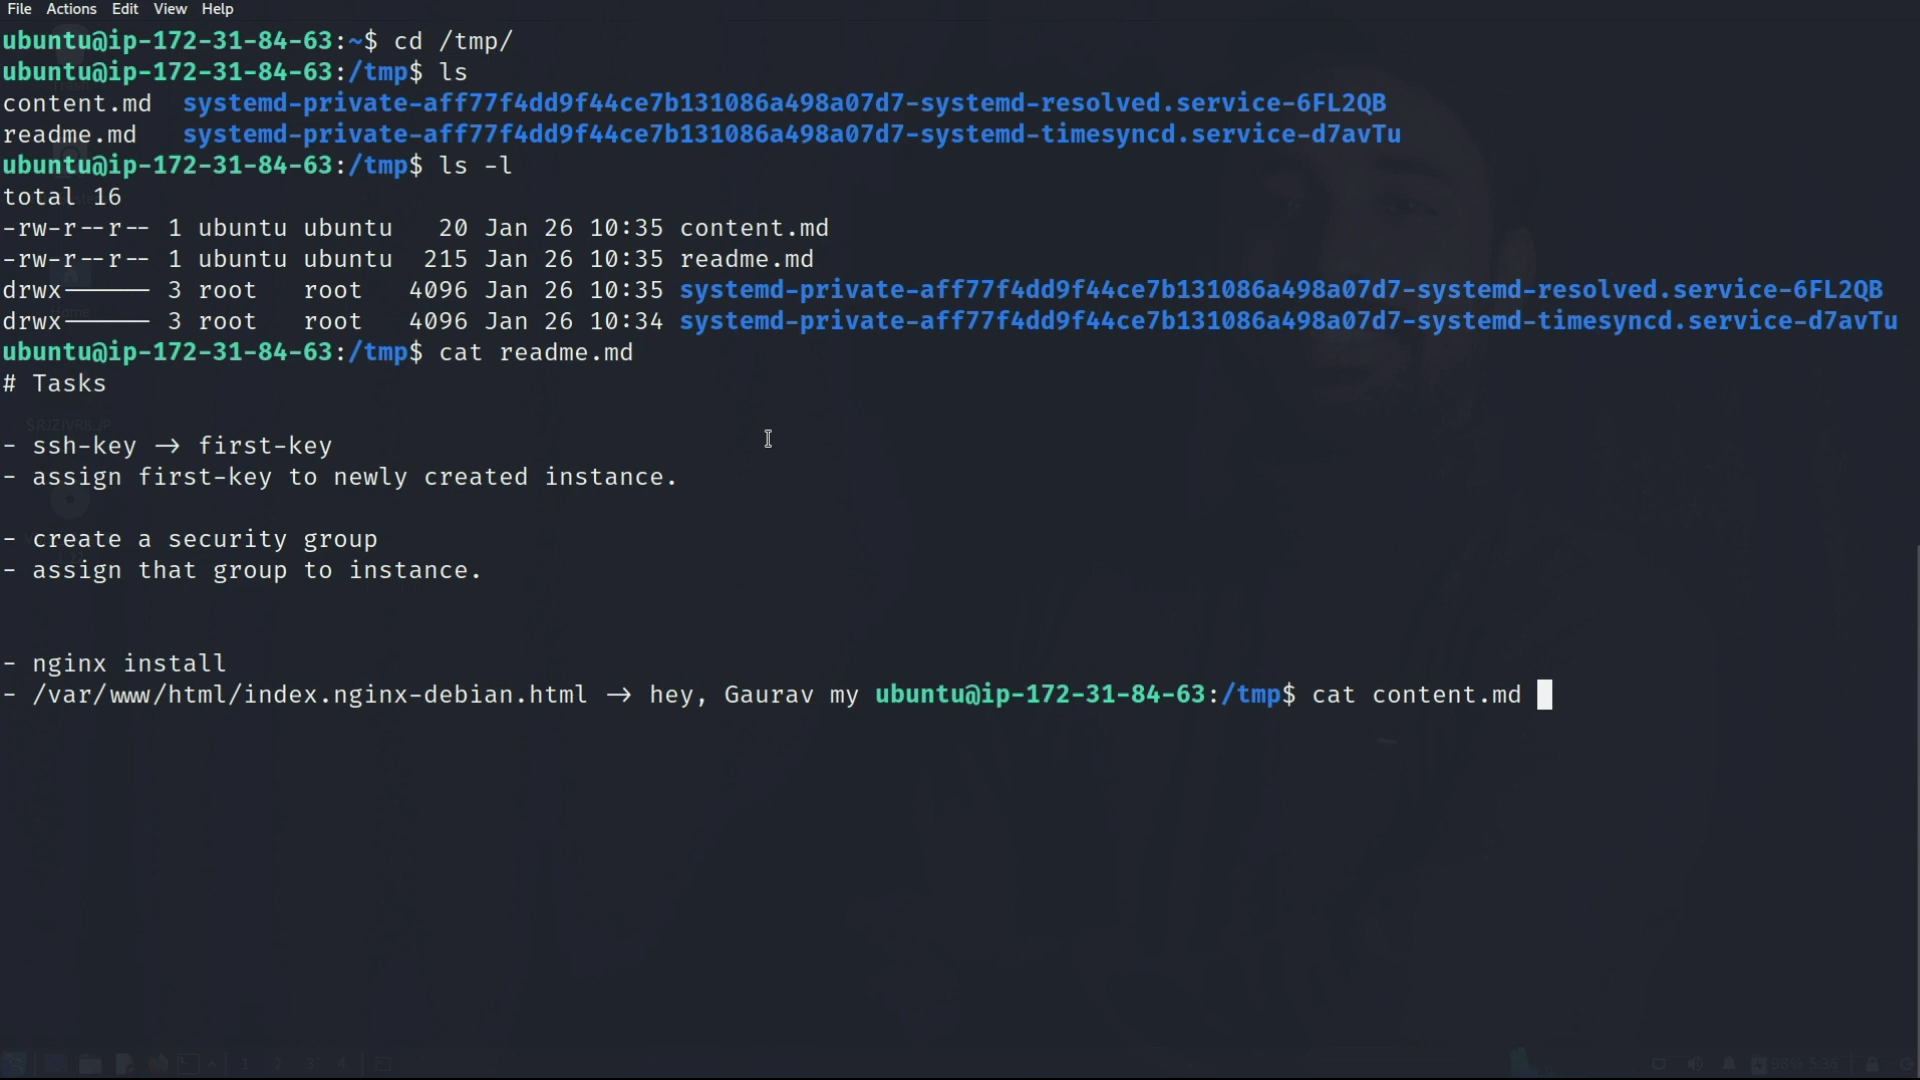 File Actions Edit View Help
ubuntu@ip-172-31-84-63:~$ cd /tmp/
ubuntu@ip-172-31-84-63:/tmp$ ls
content.md systemd-private-aff77f4dd9f44ce7b131086a498a07d7-systemd-resolved.service-6FL2QB
readme.md systemd-private-aff77f4dd9f44ce7b131086a498a07d7-systemd-timesyncd.service-d7avTu
ubuntu@ip-172-31-84-63:/tmp$ ls -l
total 16
-rw-r--r-- 1 ubuntu ubuntu 20 Jan 26 10:35 content.md
-rw-r--r-- 1 ubuntu ubuntu 215 Jan 26 10:35 readme.md
drwx------ 3 root root 4096 Jan 26 10:35 systemd-private-aff77f4dd9f44ce7b131086a498a07d7-systemd-resolved.service-6FL2QB
drwx------ 3 root root 4096 Jan 26 10:34 systemd-private-aff77f4dd9f44ce7b131086a498a07d7-systemd-timesyncd.service-d7avTu
ubuntu@ip-172-31-84-63:/tmp$ cat readme.md
# Tasks
- ssh-key → first-key
- assign first-key to newly created instance.
- create a security group
- assign that group to instance.
- nginx install
- /var/www/html/index.nginx-debian.html → hey, Gaurav my ubuntu@ip-172-31-84-63:/tmp$ cat content.md
1 2 3 4
98% 5:36